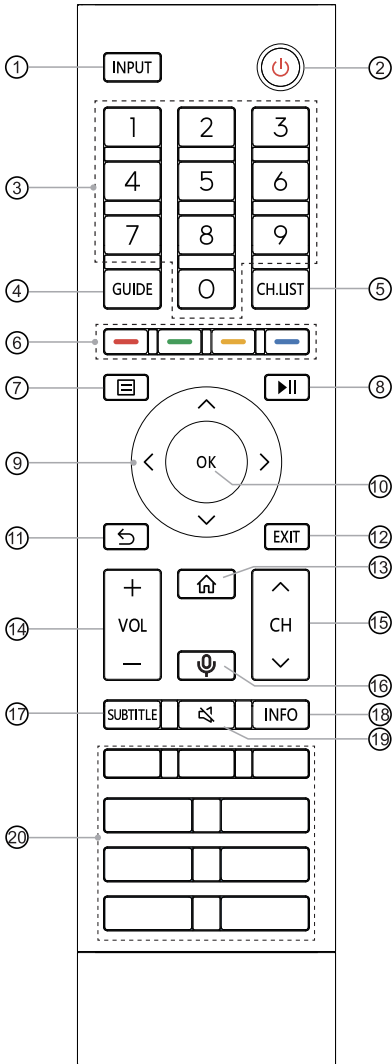 ① INPUT ②
1 2 3
③ 4 5 6
7 8 9
④ GUIDE 0 CH.LIST ⑤
⑥
⑦ ⑧
⑨ OK
⑩
⑪ EXIT ⑫
⑬
+
⑭ VOL CH ⑮
—
⑯
⑰ SUBTITLE INFO ⑱
⑲
⑳